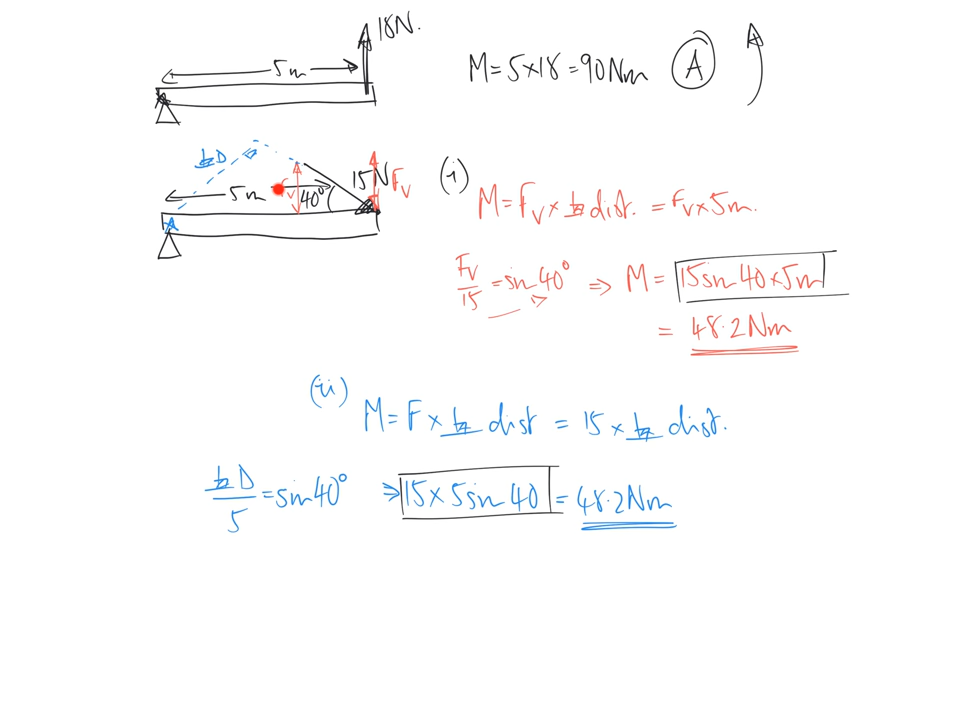 18N.
5m
M = 5×18 = 90Nm (A)
⊥D
5m
40°
15N
Fv
Fv
(i)
M = Fv × ⊥ dist. = Fv × 5m.
Fv/15 = sin 40° ⇒ M = 15 sin 40 × 5m
= 48.2Nm
(ii)
M = F × ⊥ dist = 15 × ⊥ dist.
⊥D/5 = sin 40° ⇒ 15 × 5 sin 40 = 48.2Nm